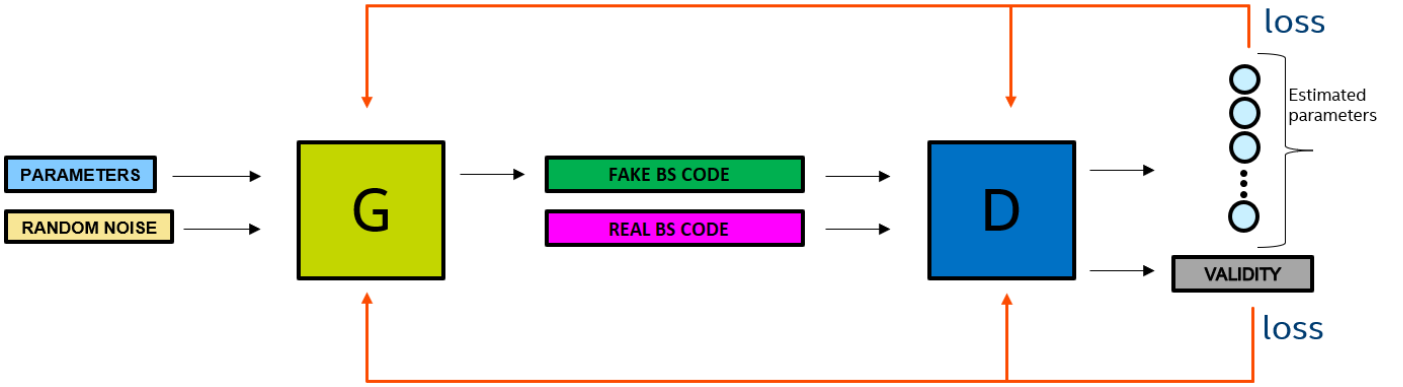 loss
Estimated
parameters
PARAMETERS
RANDOM NOISE
G
FAKE BS CODE
REAL BS CODE
D
VALIDITY
loss